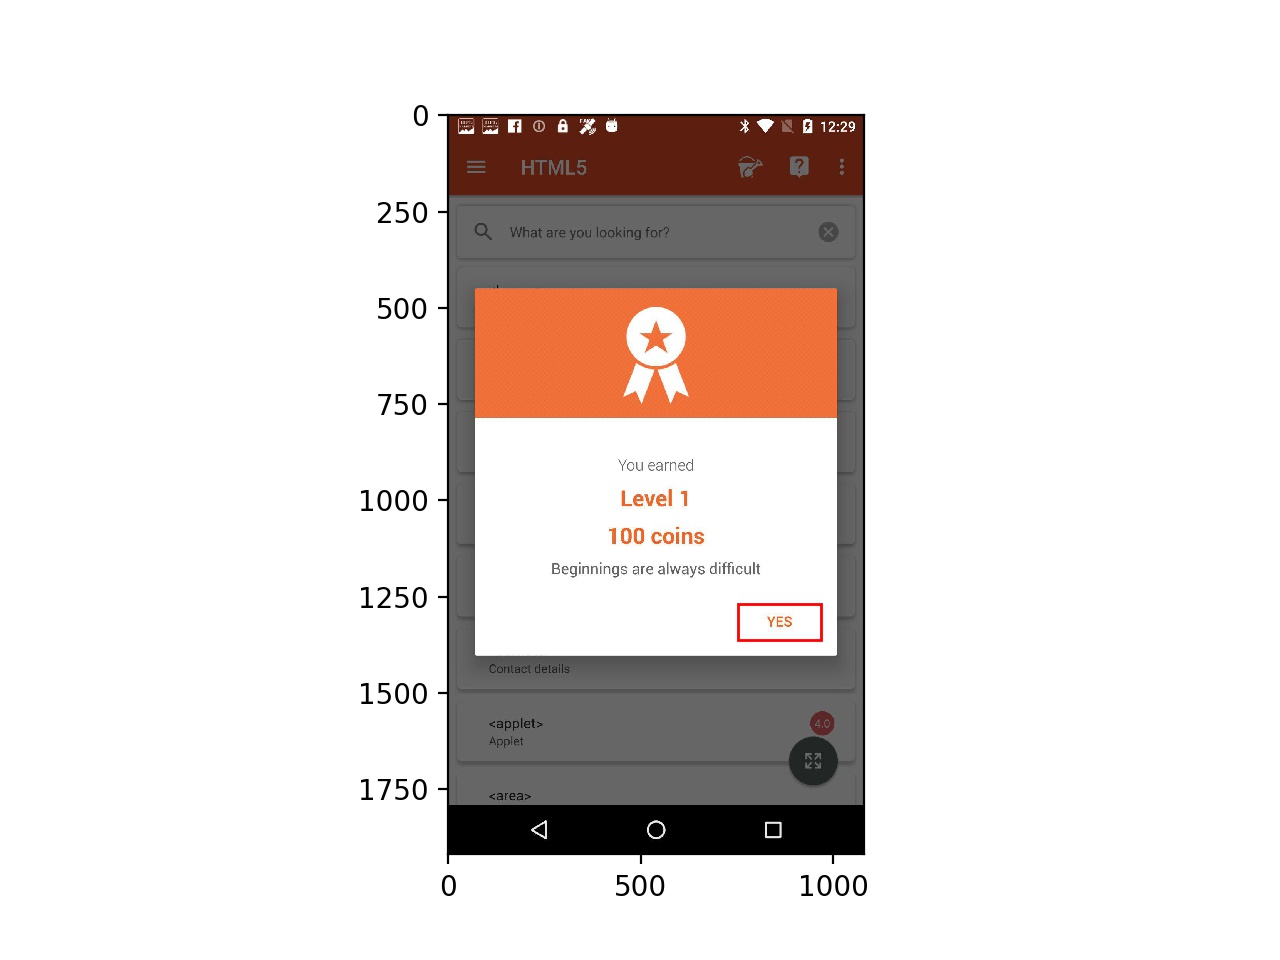 0
250
500
750
1000
1250
1500
1750
12:29
HTML5
What are you looking for?
You earned
Level 1
100 coins
Beginnings are always difficult
YES
Contact details
<applet>
4.0
Applet
<area>
0
500
1000